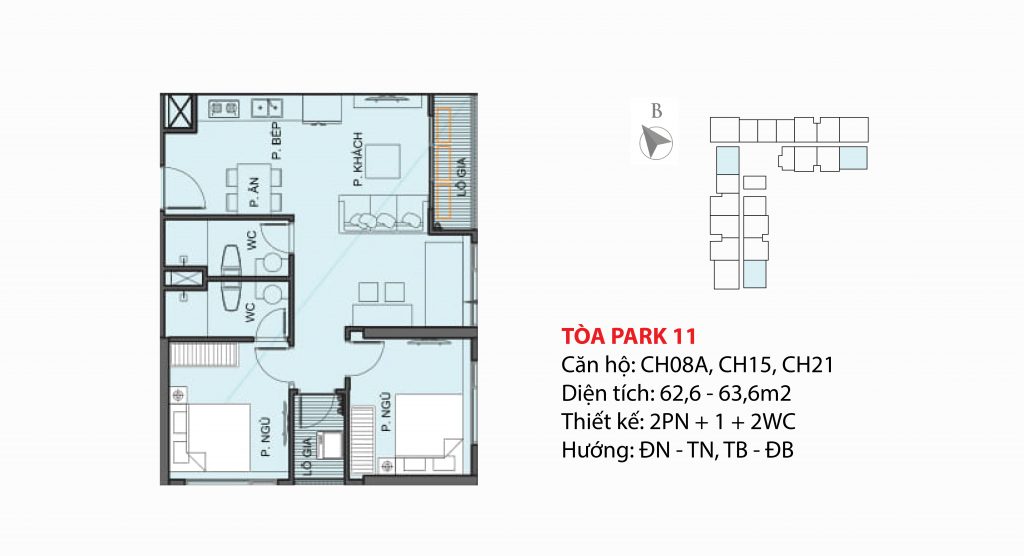 P. BẾP
P. ĂN
P. KHÁCH
LÔ GIA
WC
WC
P. NGỦ
LÔ GIA
P. NGỦ
B
TÒA PARK 11
Căn hộ: CH08A, CH15, CH21
Diện tích: 62,6 - 63,6m2
Thiết kế: 2PN + 1 + 2WC
Hướng: ĐN - TN, TB - ĐB